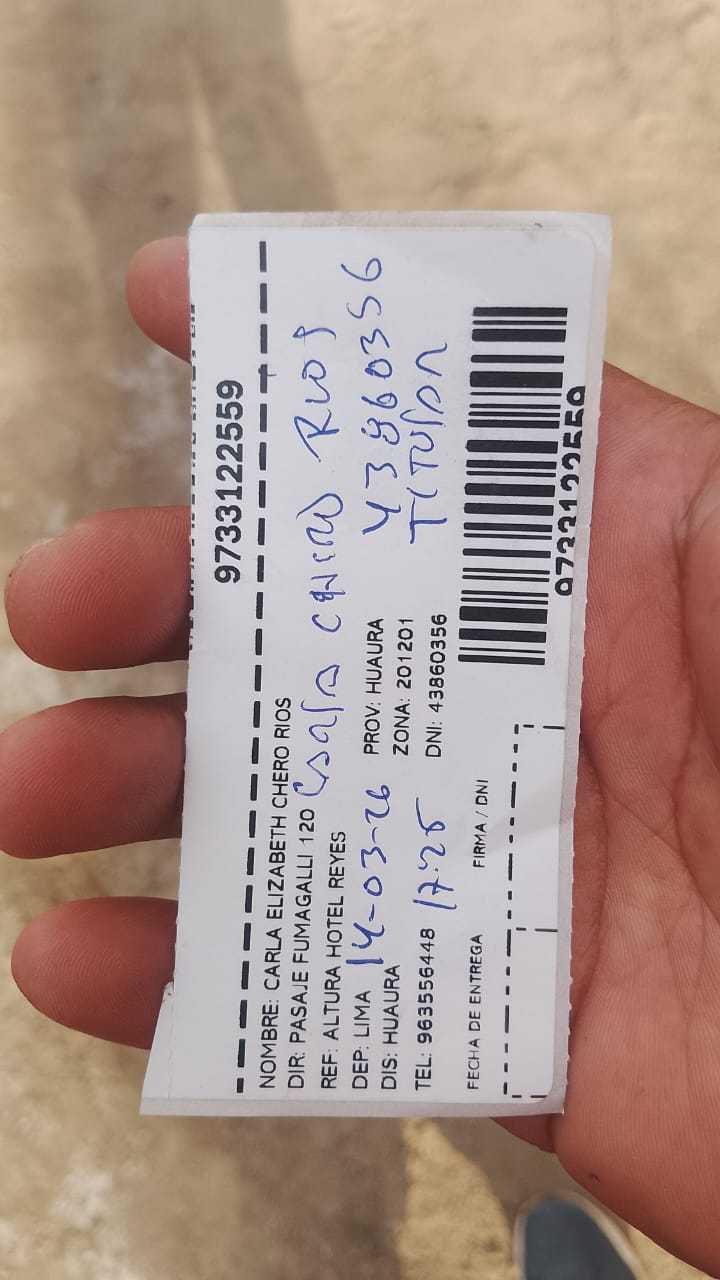 9733122559
NOMBRE: CARLA ELIZABETH CHERO RIOS
DIR: PASAJE FUMAGALLI 120
CHERO RIOS
REF: ALTURA HOTEL REYES
DEP: LIMA 14-03-26 PROV: HUAURA 43860356
DIS: HUAURA ZONA: 201201 TITULAR
TEL: 963556448 17:25 DNI: 43860356
FECHA DE ENTREGA FIRMA / DNI
9733122559